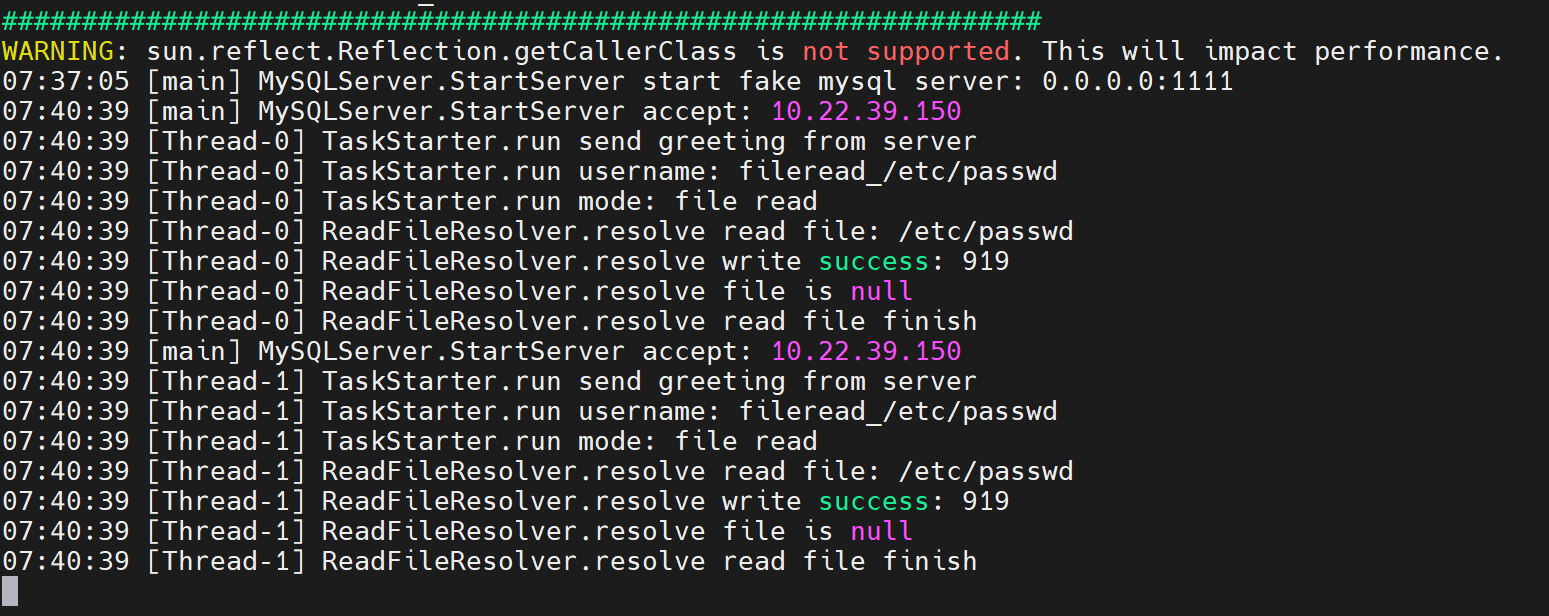 #################################################################
WARNING: sun.reflect.Reflection.getCallerClass is not supported. This will impact performance.
07:37:05 [main] MySQLServer.StartServer start fake mysql server: 0.0.0.0:1111
07:40:39 [main] MySQLServer.StartServer accept: 10.22.39.150
07:40:39 [Thread-0] TaskStarter.run send greeting from server
07:40:39 [Thread-0] TaskStarter.run username: fileread_/etc/passwd
07:40:39 [Thread-0] TaskStarter.run mode: file read
07:40:39 [Thread-0] ReadFileResolver.resolve read file: /etc/passwd
07:40:39 [Thread-0] ReadFileResolver.resolve write success: 919
07:40:39 [Thread-0] ReadFileResolver.resolve file is null
07:40:39 [Thread-0] ReadFileResolver.resolve read file finish
07:40:39 [main] MySQLServer.StartServer accept: 10.22.39.150
07:40:39 [Thread-1] TaskStarter.run send greeting from server
07:40:39 [Thread-1] TaskStarter.run username: fileread_/etc/passwd
07:40:39 [Thread-1] TaskStarter.run mode: file read
07:40:39 [Thread-1] ReadFileResolver.resolve read file: /etc/passwd
07:40:39 [Thread-1] ReadFileResolver.resolve write success: 919
07:40:39 [Thread-1] ReadFileResolver.resolve file is null
07:40:39 [Thread-1] ReadFileResolver.resolve read file finish